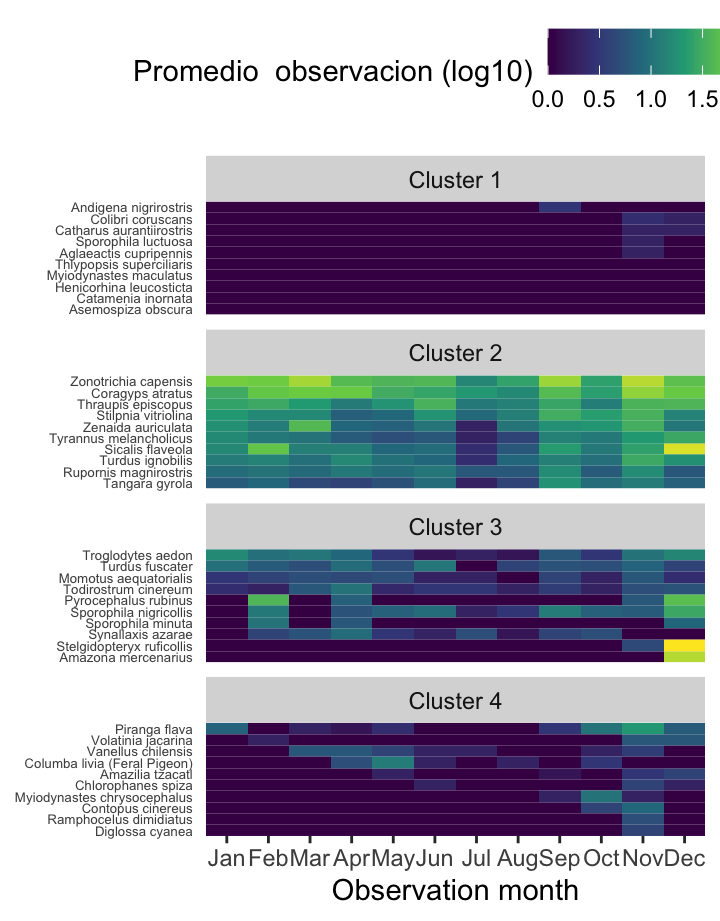 Promedio  observacion (log10)
0.0 0.5 1.0 1.5
Cluster 1
Andigena nigrirostris
Colibri coruscans
Catharus aurantiirostris
Sporophila luctuosa
Aglaeactis cupripennis
Thlypopsis superciliaris
Myiodynastes maculatus
Henicorhina leucosticta
Catamenia inornata
Asemospiza obscura
Cluster 2
Zonotrichia capensis
Coragyps atratus
Thraupis episcopus
Stilpnia vitriolina
Zenaida auriculata
Tyrannus melancholicus
Sicalis flaveola
Turdus ignobilis
Rupornis magnirostris
Tangara gyrola
Cluster 3
Troglodytes aedon
Turdus fuscater
Momotus aequatorialis
Todirostrum cinereum
Pyrocephalus rubinus
Sporophila nigricollis
Sporophila minuta
Synallaxis azarae
Stelgidopteryx ruficollis
Amazona mercenarius
Cluster 4
Piranga flava
Volatinia jacarina
Vanellus chilensis
Columba livia (Feral Pigeon)
Amazilia tzacatl
Chlorophanes spiza
Myiodynastes chrysocephalus
Contopus cinereus
Ramphocelus dimidiatus
Diglossa cyanea
Jan Feb Mar Apr May Jun Jul Aug Sep Oct Nov Dec
Observation month